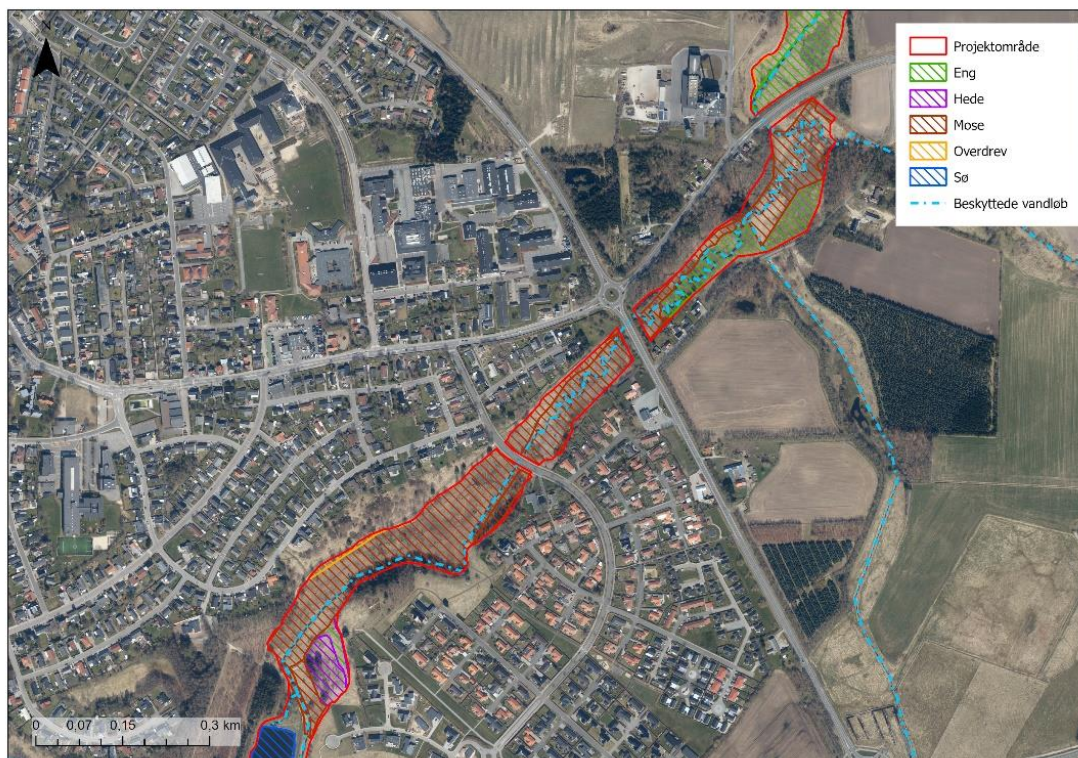 N
Projektområde
Eng
Hede
Mose
Overdrev
Sø
Beskyttede vandløb
0 0,07 0,15 0,3 km